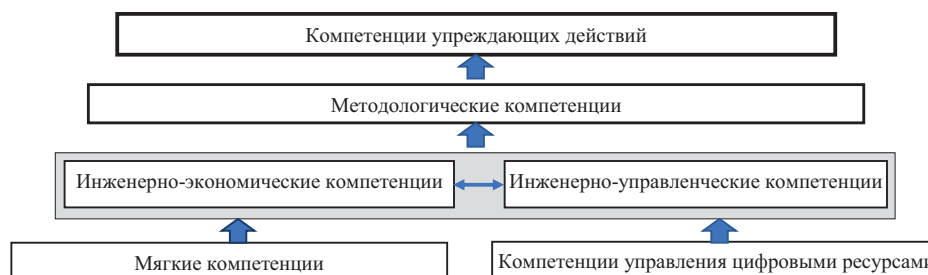 Компетенции упреждающих действий
Методологические компетенции
Инженерно-экономические компетенции
Инженерно-управленческие компетенции
Мягкие компетенции
Компетенции управления цифровыми ресурсами